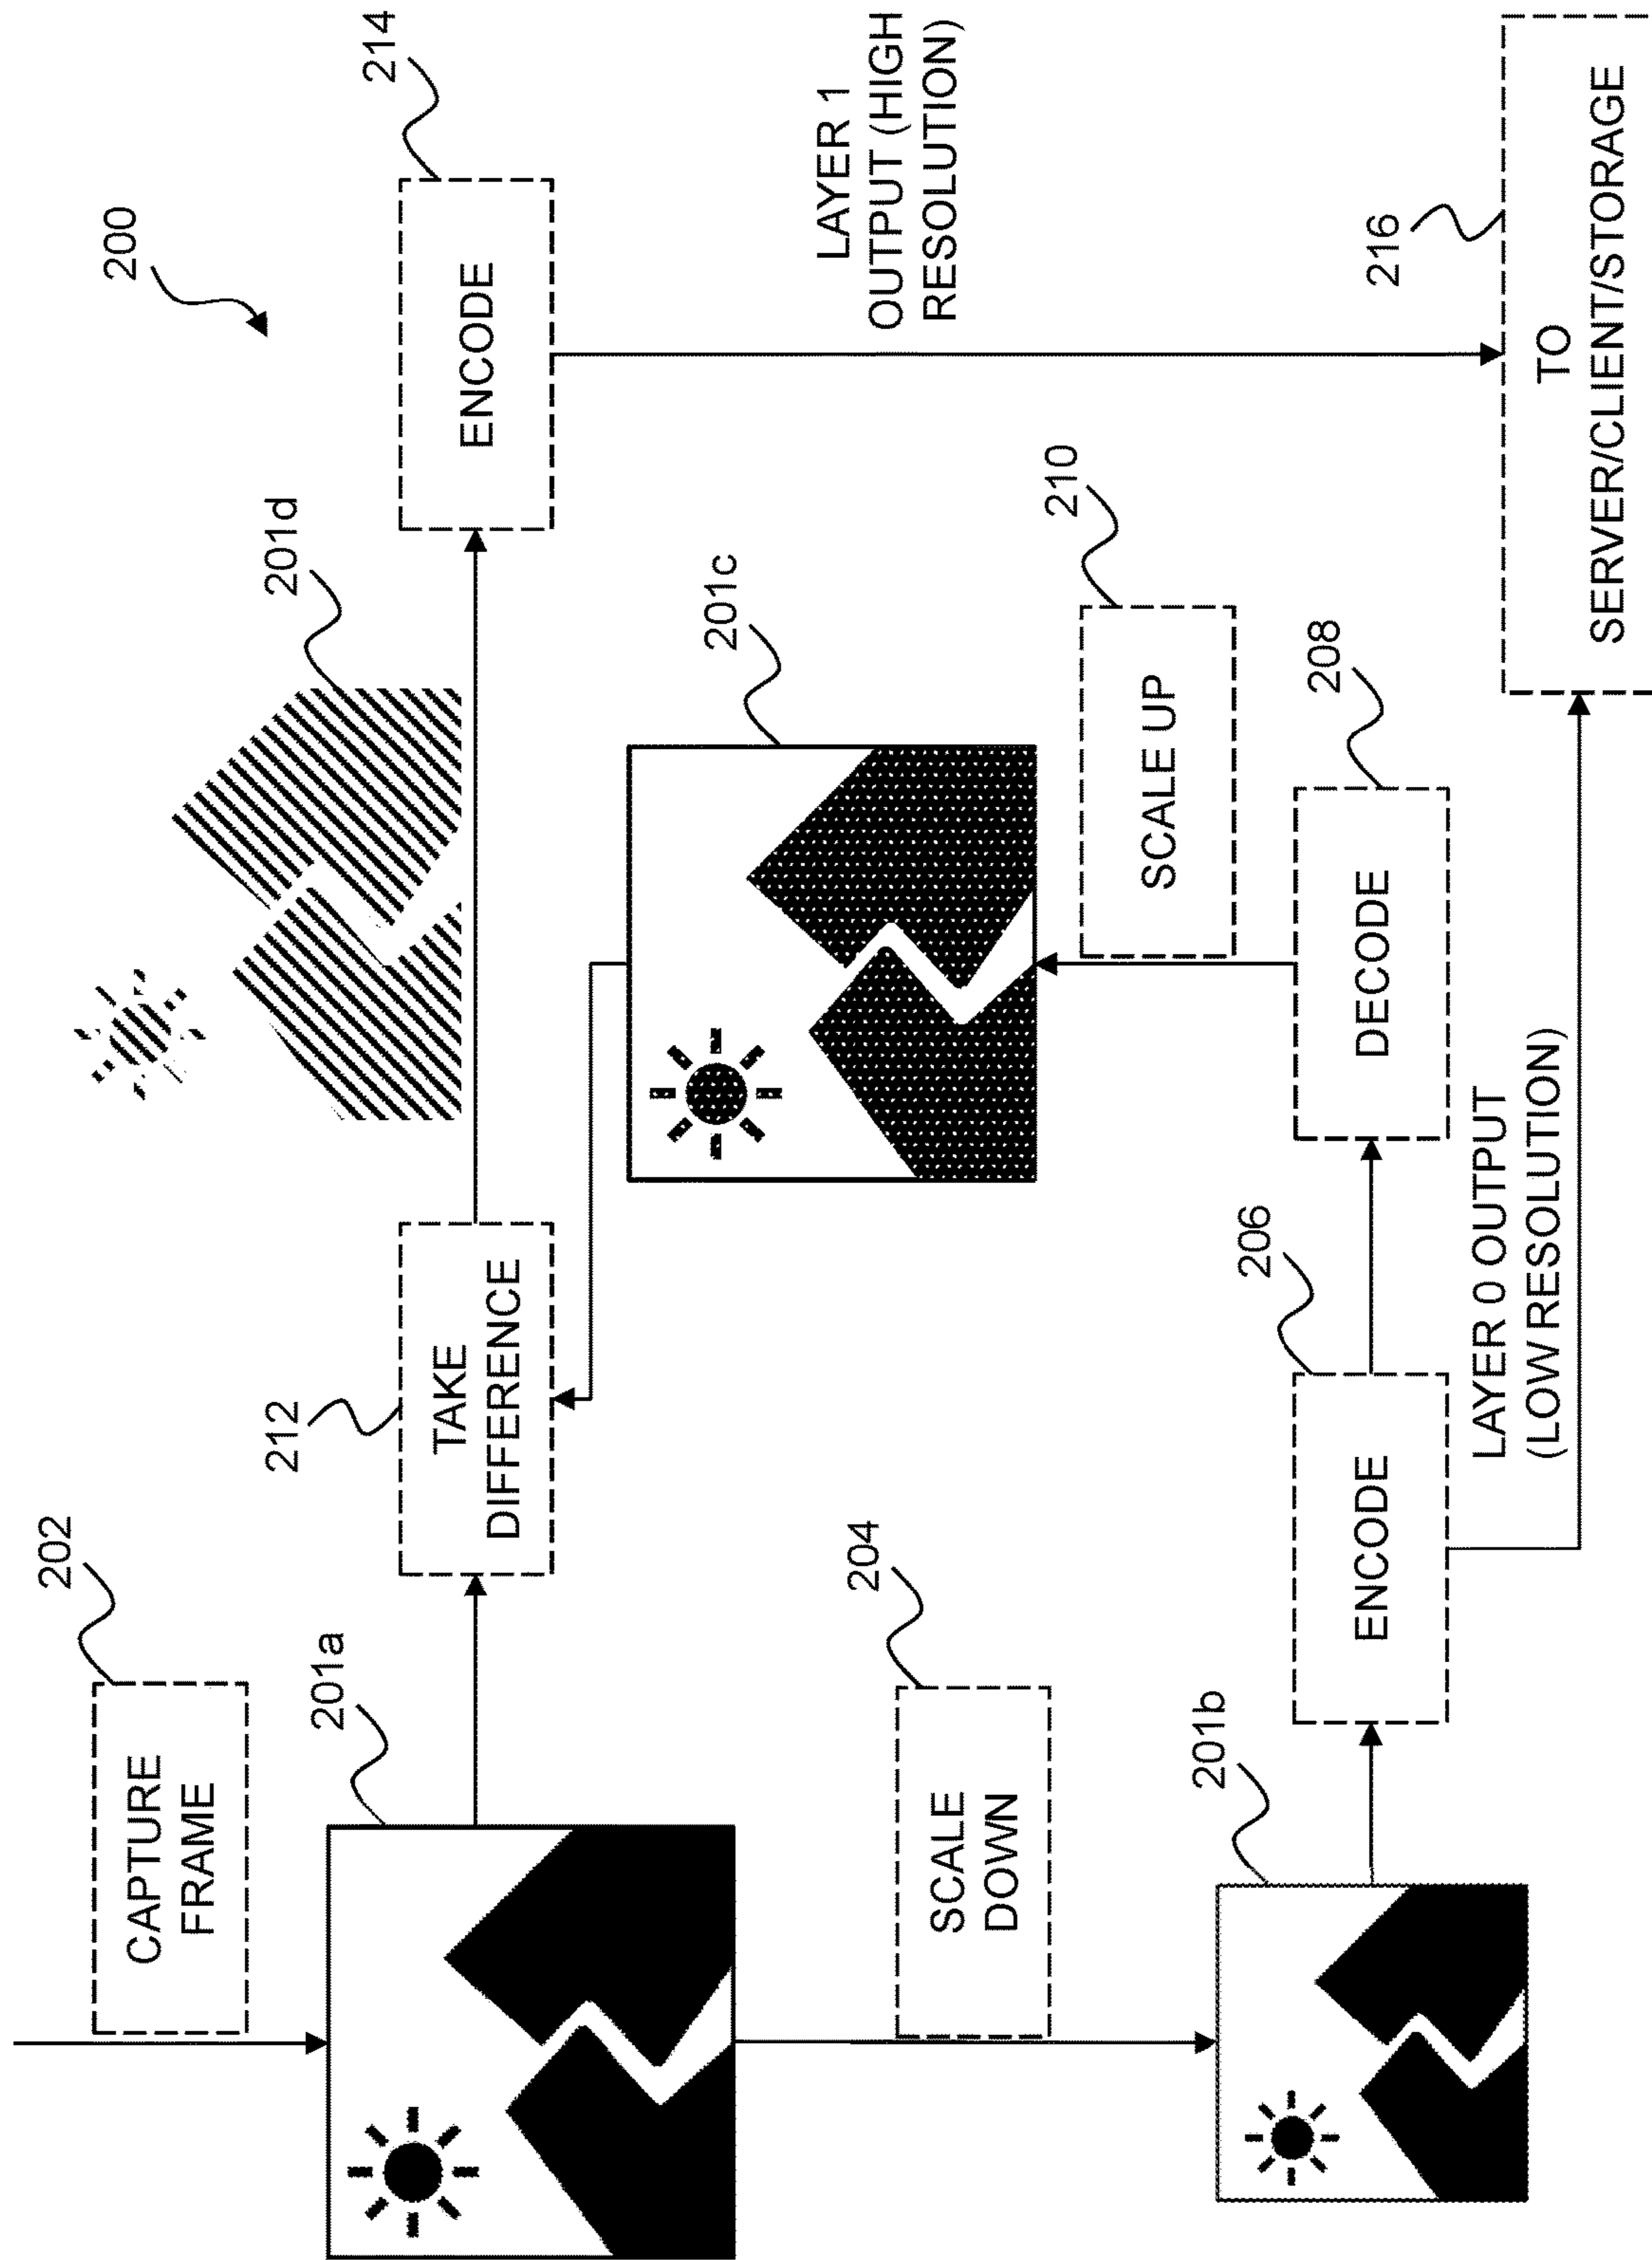 200
202
CAPTURE
FRAME
201a
212
TAKE
DIFFERENCE
201d
214
ENCODE
204
SCALE
DOWN
201c
LAYER 1
OUTPUT (HIGH
RESOLUTION)
210
SCALE UP
201b
206
ENCODE
208
DECODE
216
LAYER 0 OUTPUT
(LOW RESOLUTION)
TO
SERVER/CLIENT/STORAGE